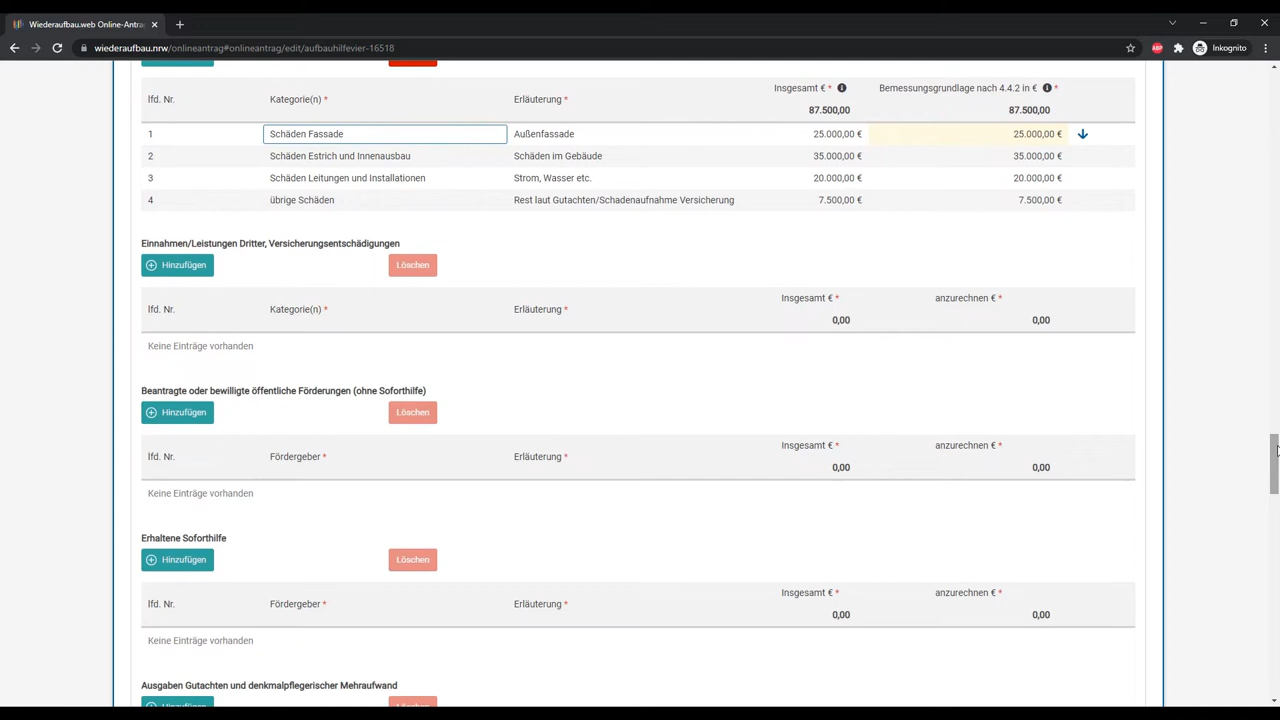 Wiederaufbau.web Online-Antra
wiederaufbau.nrw/onlineantrag#onlineantrag/edit/aufbauhilfevier-16518
ABP
Inkognito
lfd. Nr. Kategorie(n) * Erläuterung * Insgesamt € * Bemessungsgrundlage nach 4.4.2 in € *
87.500,00 87.500,00
1 Schäden Fassade Außenfassade 25.000,00 € 25.000,00 €
2 Schäden Estrich und Innenausbau Schäden im Gebäude 35.000,00 € 35.000,00 €
3 Schäden Leitungen und Installationen Strom, Wasser etc. 20.000,00 € 20.000,00 €
4 übrige Schäden Rest laut Gutachten/Schadenaufnahme Versicherung 7.500,00 € 7.500,00 €
Einnahmen/Leistungen Dritter, Versicherungsentschädigungen
Hinzufügen Löschen
lfd. Nr. Kategorie(n) * Erläuterung * Insgesamt € * anzurechnen € *
0,00 0,00
Keine Einträge vorhanden
Beantragte oder bewilligte öffentliche Förderungen (ohne Soforthilfe)
Hinzufügen Löschen
lfd. Nr. Fördergeber * Erläuterung * Insgesamt € * anzurechnen € *
0,00 0,00
Keine Einträge vorhanden
Erhaltene Soforthilfe
Hinzufügen Löschen
lfd. Nr. Fördergeber * Erläuterung * Insgesamt € * anzurechnen € *
0,00 0,00
Keine Einträge vorhanden
Ausgaben Gutachten und denkmalpflegerischer Mehraufwand
Hinzufügen Löschen